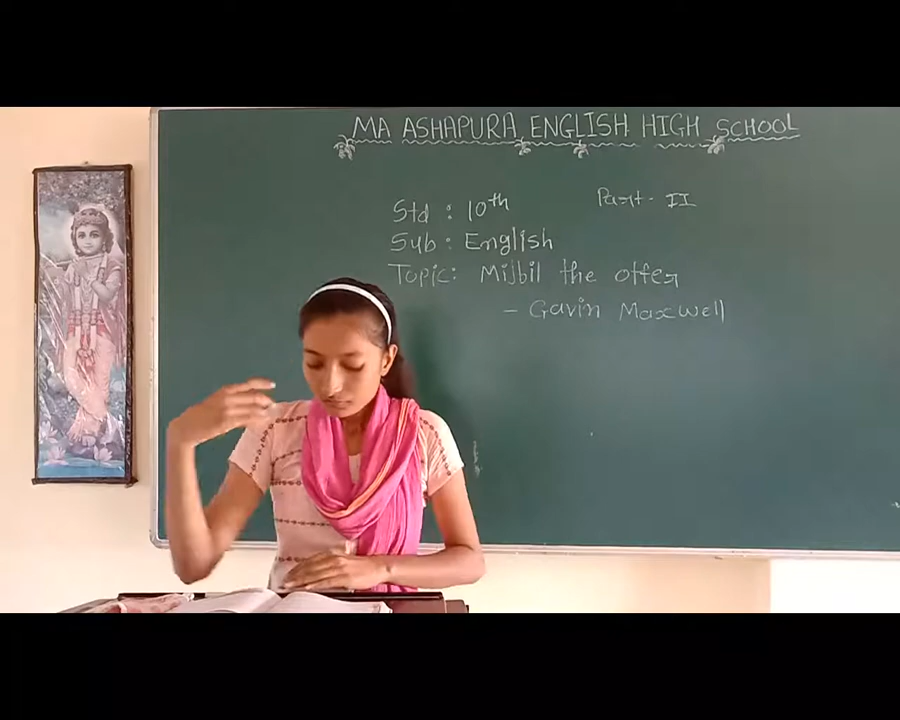 MA ASHAPURA ENGLISH HIGH SCHOOL
Std : 10th Part - II
Sub : English
Topic : Mijbil the otter
- Gavin Maxwell